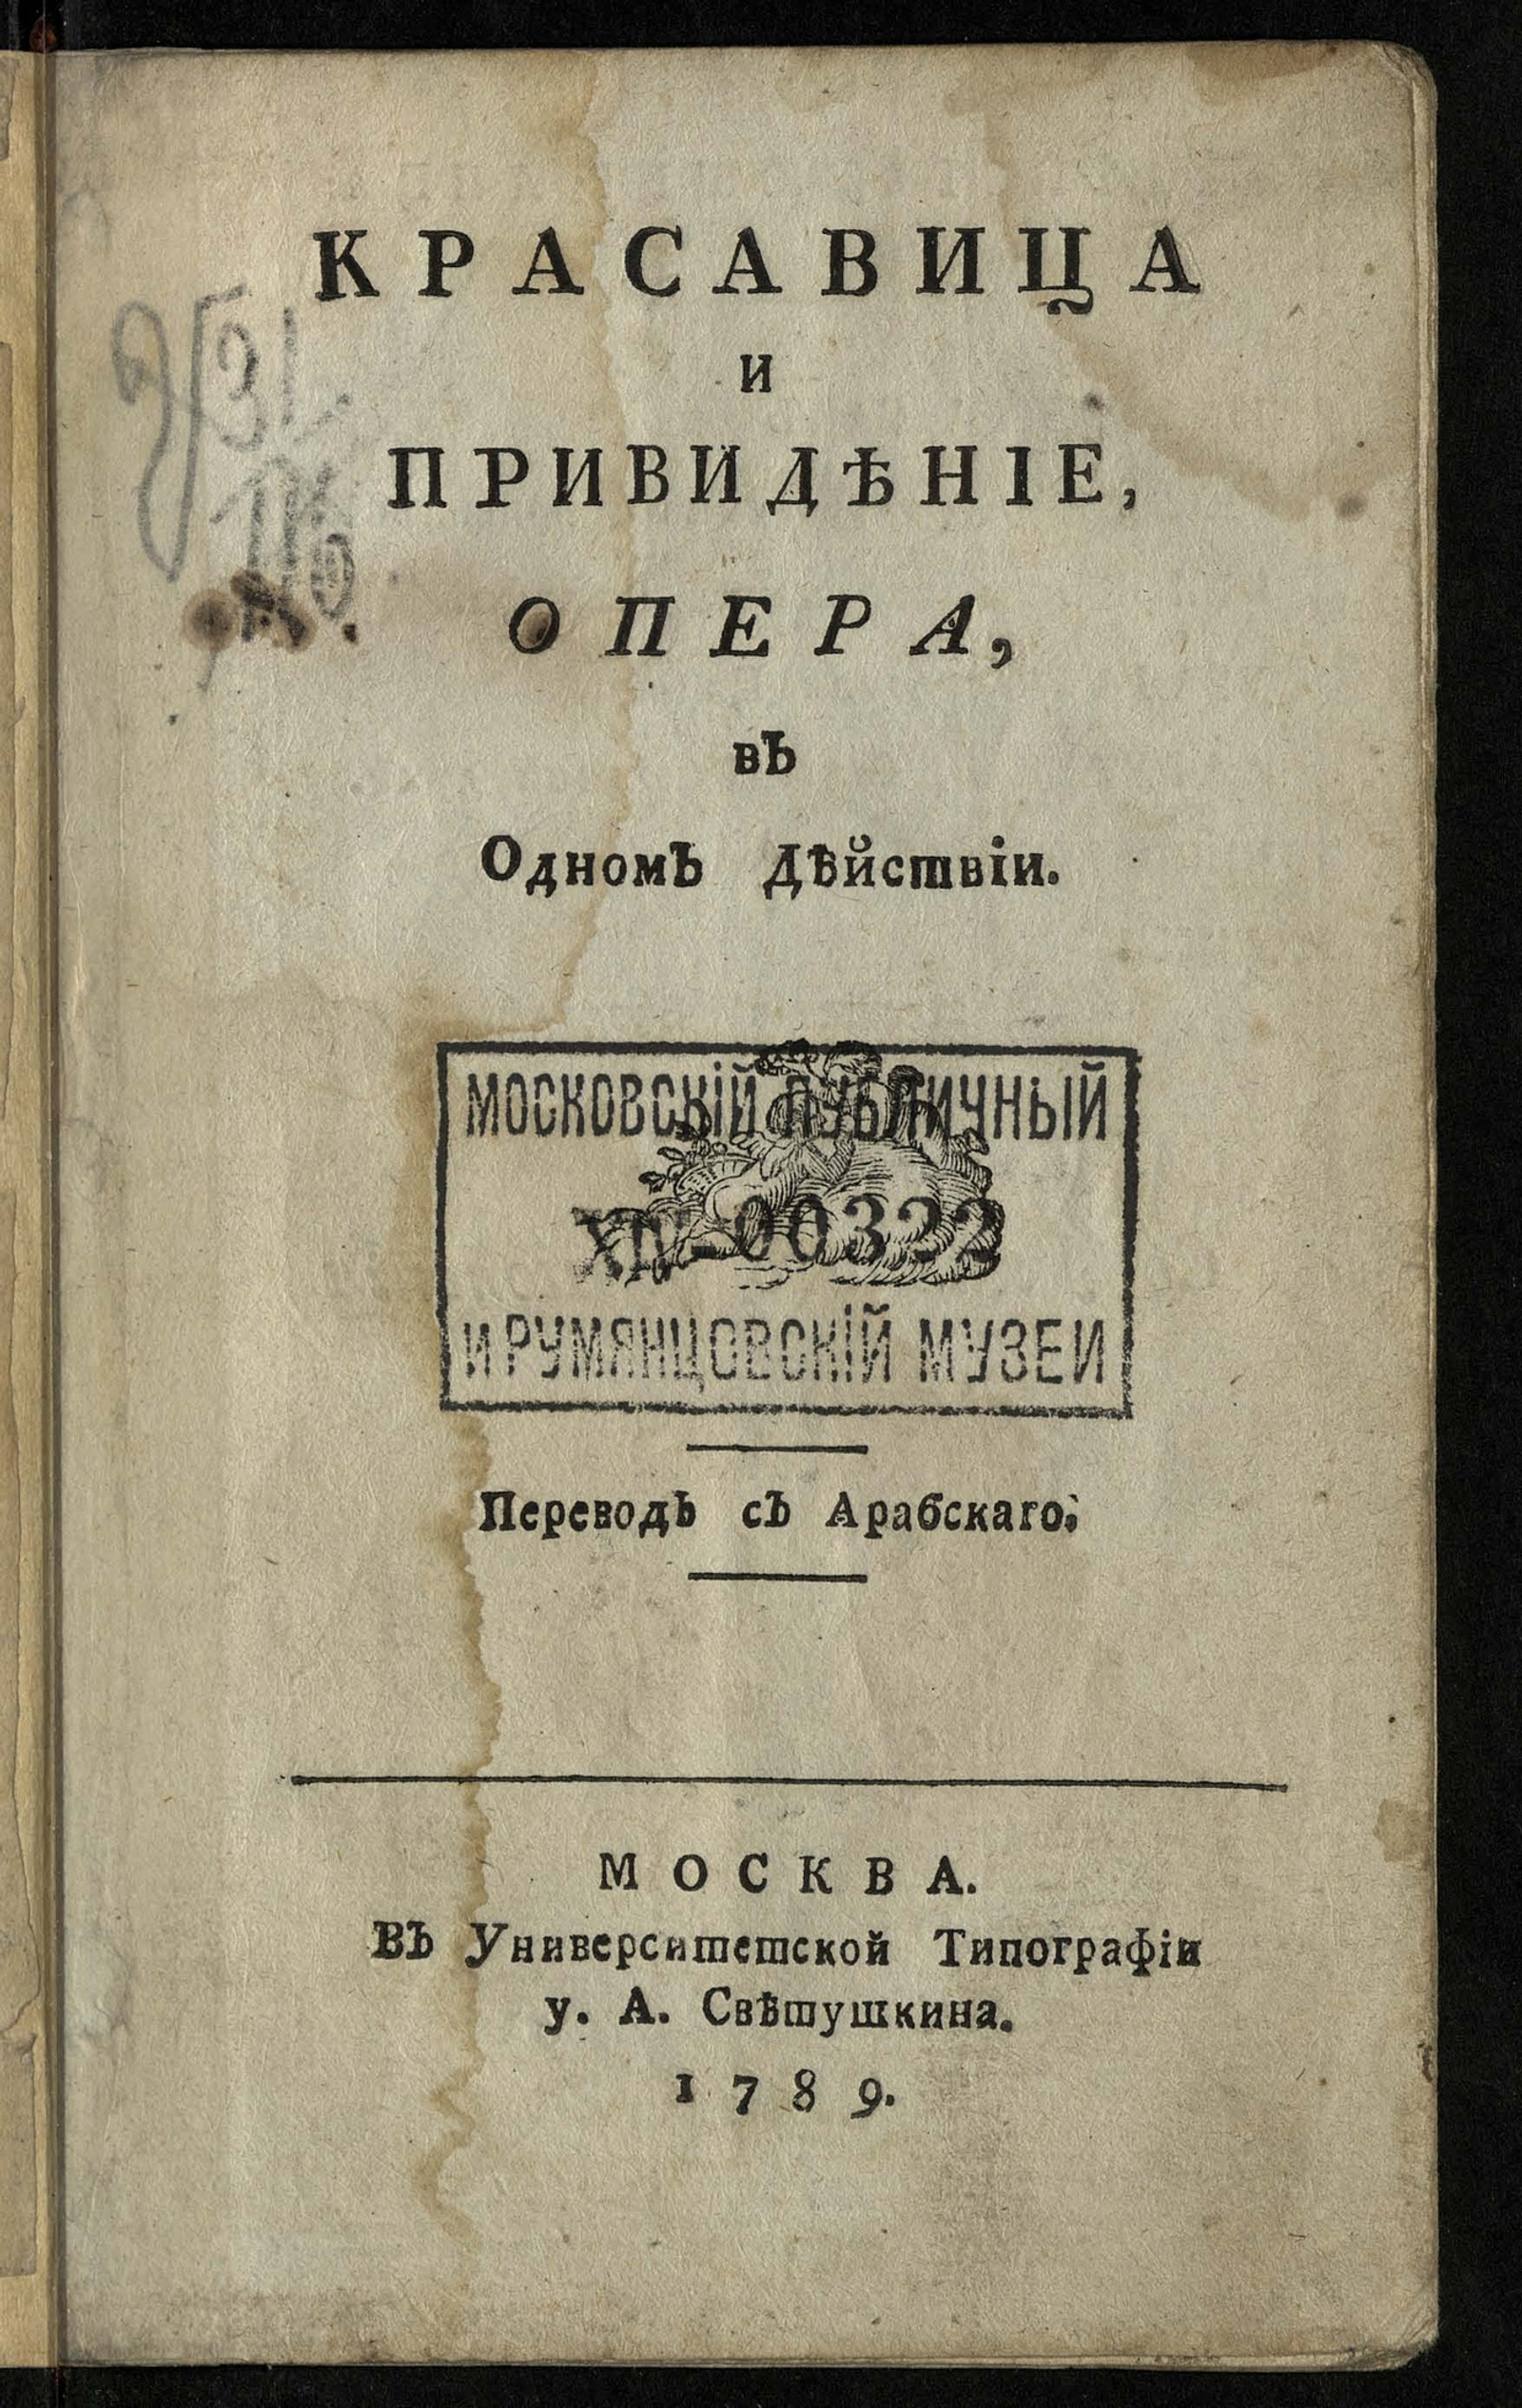 КРАСАВИЦА
И
ПРИВИДѢНІЕ,
ОПЕРА,
въ
Одномъ Дѣйствіи.
МОСКОВСКІЙ ПУБЛИЧНЫЙ
XIV-00322
И РУМЯНЦОВСКІЙ МУЗЕИ
Переводъ съ Арабскаго.
МОСКВА.
Въ Университетской Типографіи
у. А. Свѣтушкина.
1789.